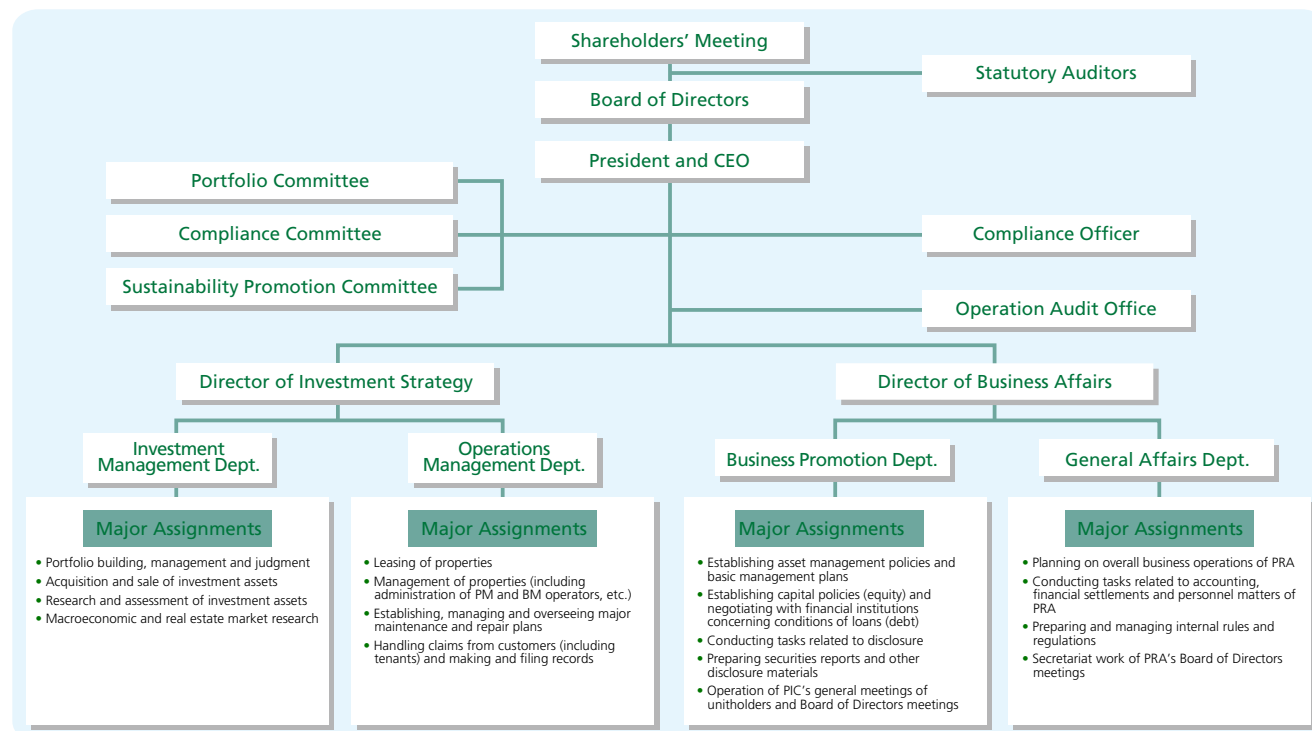 Shareholders’ Meeting
Statutory Auditors
Board of Directors
President and CEO
Portfolio Committee
Compliance Committee
Compliance Officer
Sustainability Promotion Committee
Operation Audit Office
Director of Investment Strategy
Director of Business Affairs
Investment
Management Dept.
Operations
Management Dept.
Business Promotion Dept.
General Affairs Dept.
Major Assignments
• Portfolio building, management and judgment
• Acquisition and sale of investment assets
• Research and assessment of investment assets
• Macroeconomic and real estate market research
Major Assignments
• Leasing of properties
• Management of properties (including
administration of PM and BM operators, etc.)
• Establishing, managing and overseeing major
maintenance and repair plans
• Handling claims from customers (including
tenants) and making and filing records
Major Assignments
• Establishing asset management policies and
basic management plans
• Establishing capital policies (equity) and
negotiating with financial institutions
concerning conditions of loans (debt)
• Conducting tasks related to disclosure
• Preparing securities reports and other
disclosure materials
• Operation of PIC’s general meetings of
unitholders and Board of Directors meetings
Major Assignments
• Planning on overall business operations of PRA
• Conducting tasks related to accounting,
financial settlements and personnel matters of
PRA
• Preparing and managing internal rules and
regulations
• Secretariat work of PRA’s Board of Directors
meetings